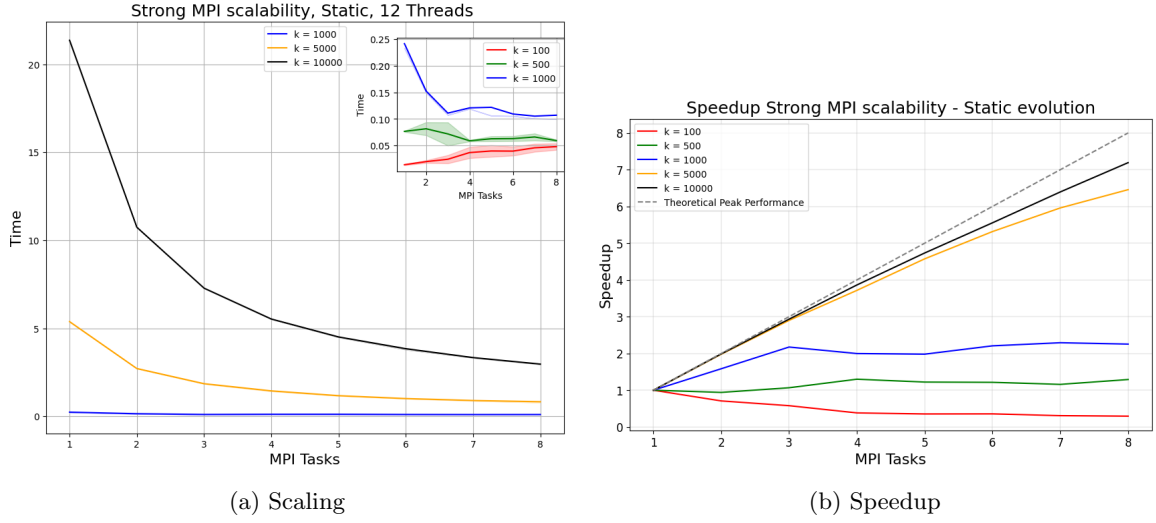 Strong MPI scalability, Static, 12 Threads
Time
20
15
10
5
0
k = 1000
k = 5000
k = 10000
0.25
0.20
0.15
0.10
0.05
Time
k = 100
k = 500
k = 1000
2 4 6 8
MPI Tasks
1 2 3 4 5 6 7 8
MPI Tasks
(a) Scaling
Speedup Strong MPI scalability - Static evolution
Speedup
8
7
6
5
4
3
2
1
0
k = 100
k = 500
k = 1000
k = 5000
k = 10000
Theoretical Peak Performance
1 2 3 4 5 6 7 8
MPI Tasks
(b) Speedup